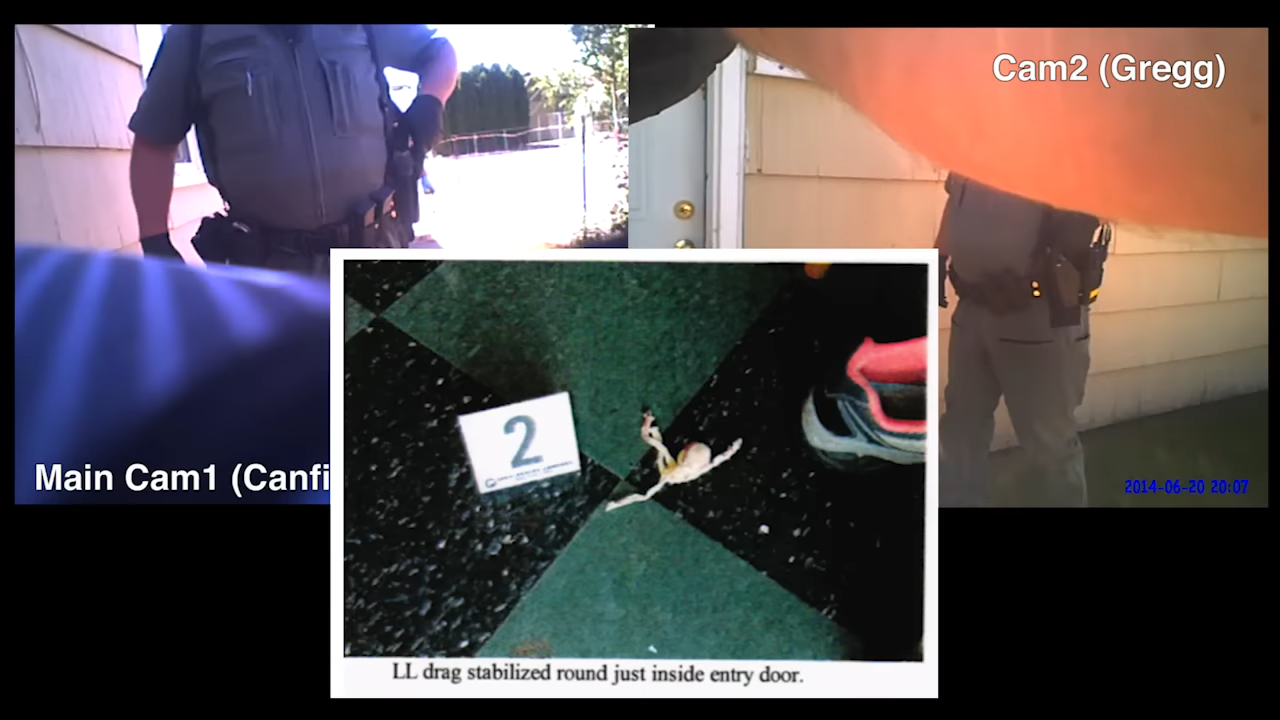 Cam2 (Gregg)
Main Cam1 (Canfi
2014-06-20 20:07
2
LL drag stabilized round just inside entry door.